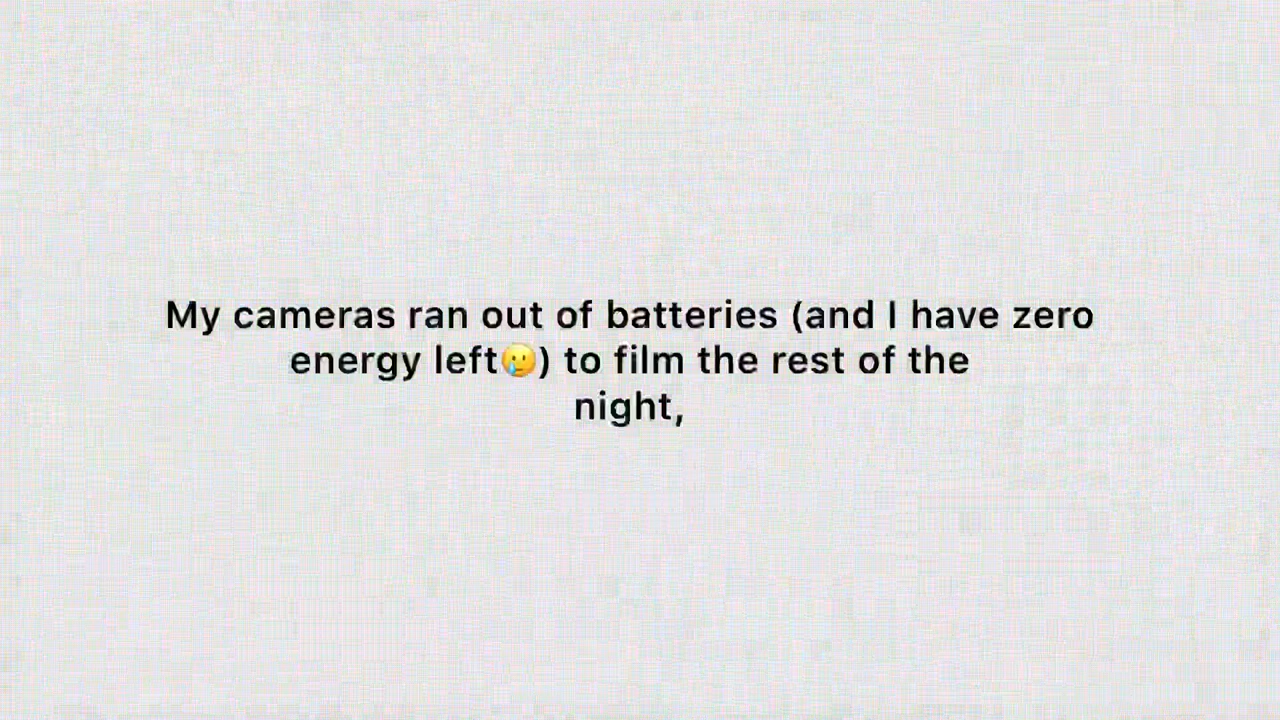 My cameras ran out of batteries (and I have zero
energy left🥲) to film the rest of the
night,